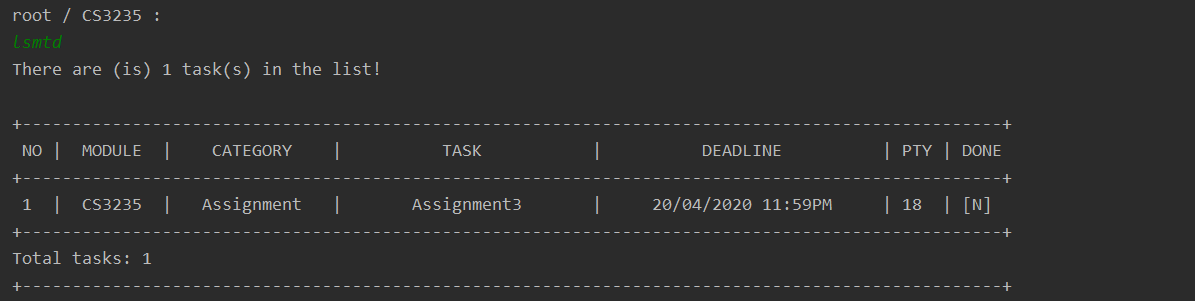 root / CS3235 :
lsmtd
There are (is) 1 task(s) in the list!
+--------------------------------------------------------------------------------------------------+
NO | MODULE | CATEGORY | TASK | DEADLINE | PTY | DONE
+--------------------------------------------------------------------------------------------------+
1 | CS3235 | Assignment | Assignment3 | 20/04/2020 11:59PM | 18 | [N]
+--------------------------------------------------------------------------------------------------+
Total tasks: 1
+--------------------------------------------------------------------------------------------------+